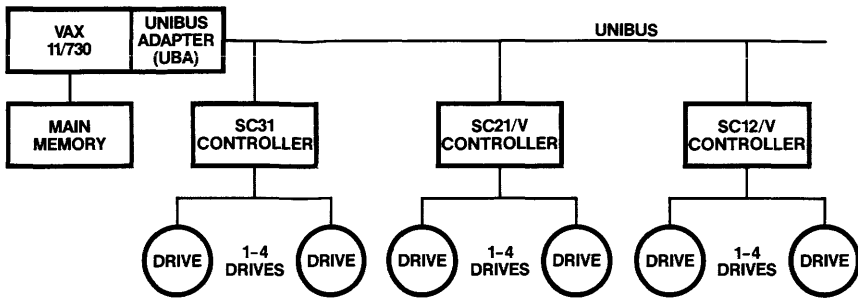 VAX
11/730
UNIBUS
ADAPTER
(UBA)
UNIBUS
MAIN
MEMORY
SC31
CONTROLLER
SC21/V
CONTROLLER
SC12/V
CONTROLLER
DRIVE
1-4
DRIVES
DRIVE
DRIVE
1-4
DRIVES
DRIVE
DRIVE
1-4
DRIVES
DRIVE